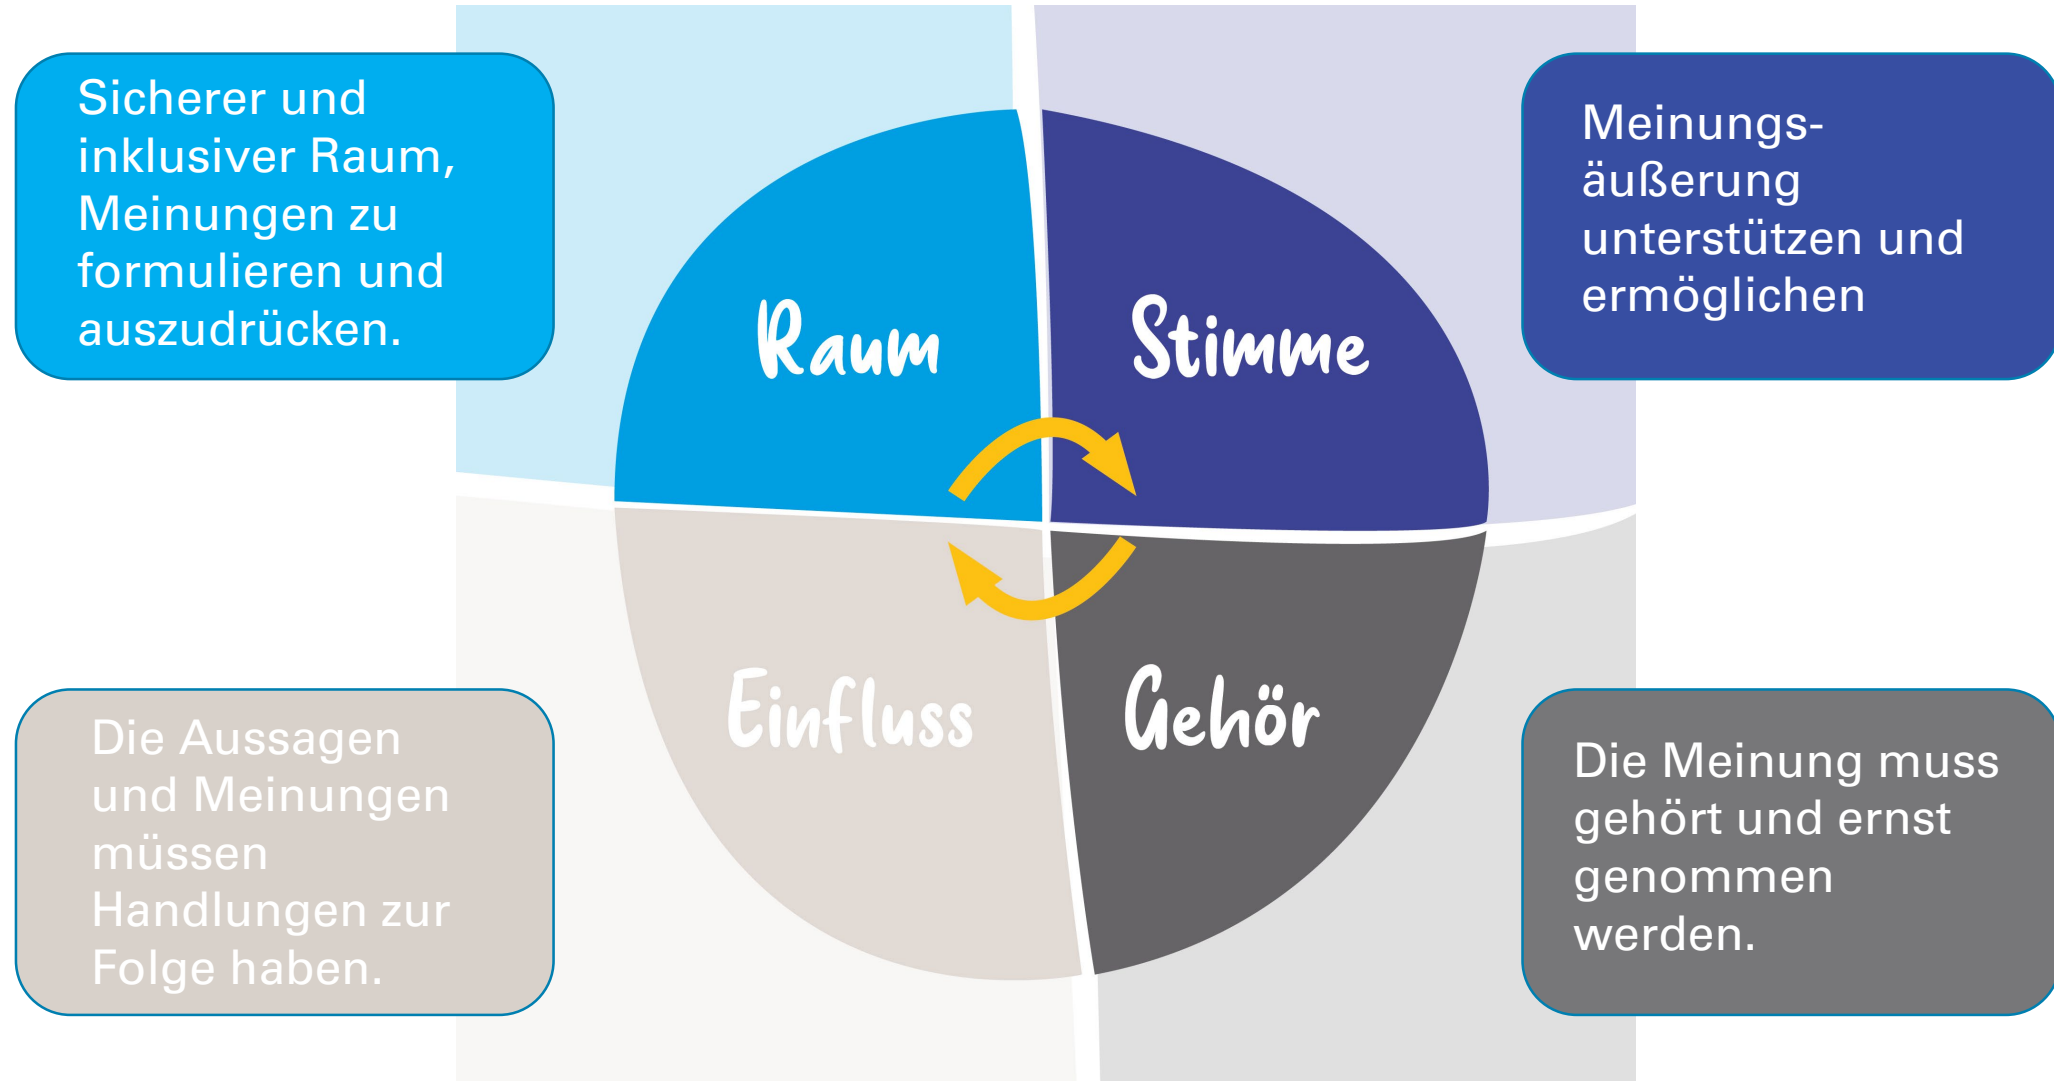 Sicherer und
inklusiver Raum,
Meinungen zu
formulieren und
auszudrücken.
Raum
Stimme
Meinungs-
äußerung
unterstützen und
ermöglichen
Die Aussagen
und Meinungen
müssen
Handlungen zur
Folge haben.
Einfluss
Gehör
Die Meinung muss
gehört und ernst
genommen
werden.